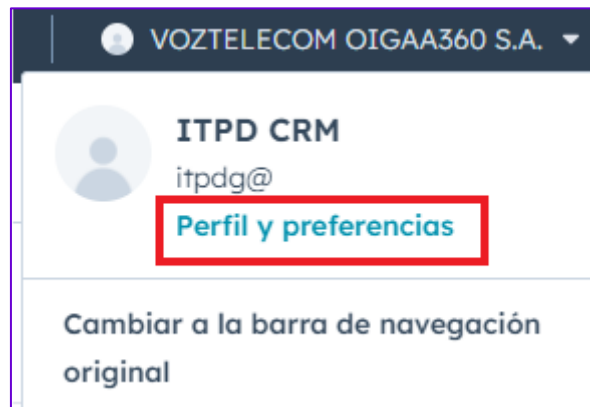 VOZTELECOM OIGAA360 S.A.
ITPD CRM
itpdg@
Perfil y preferencias
Cambiar a la barra de navegación
original